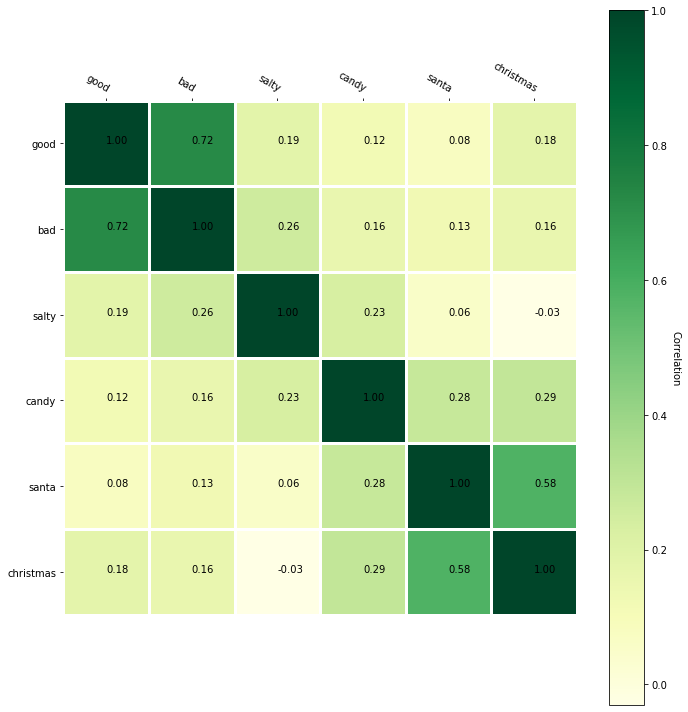 good bad salty candy santa christmas
good 1.00 0.72 0.19 0.12 0.08 0.18
bad 0.72 1.00 0.26 0.16 0.13 0.16
salty 0.19 0.26 1.00 0.23 0.06 -0.03
candy 0.12 0.16 0.23 1.00 0.28 0.29
santa 0.08 0.13 0.06 0.28 1.00 0.58
christmas 0.18 0.16 -0.03 0.29 0.58 1.00
1.0
0.8
0.6
0.4
0.2
0.0
Correlation